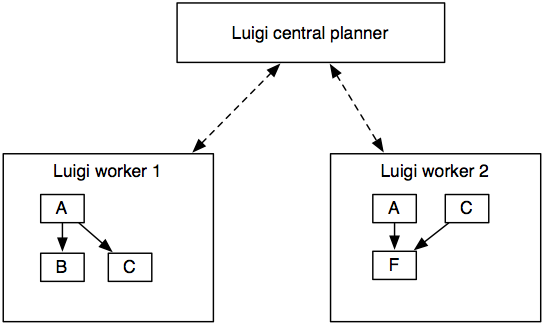 Luigi central planner
Luigi worker 1
A
B
C
Luigi worker 2
A
C
F